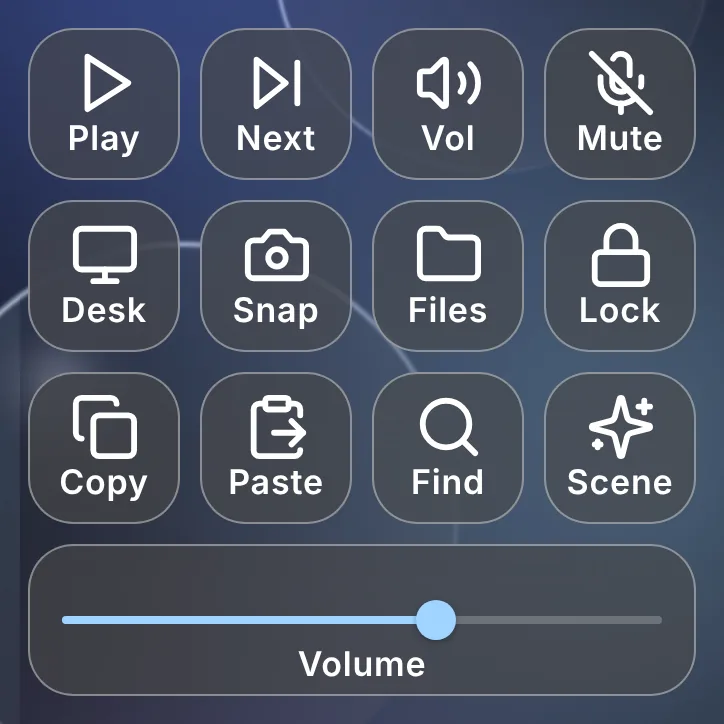 Play
Next
Vol
Mute
Desk
Snap
Files
Lock
Copy
Paste
Find
Scene
Volume